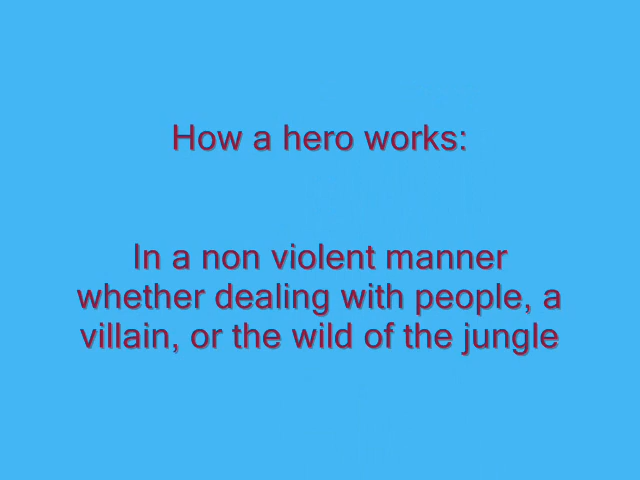 How a hero works:
In a non violent manner
whether dealing with people, a
villain, or the wild of the jungle